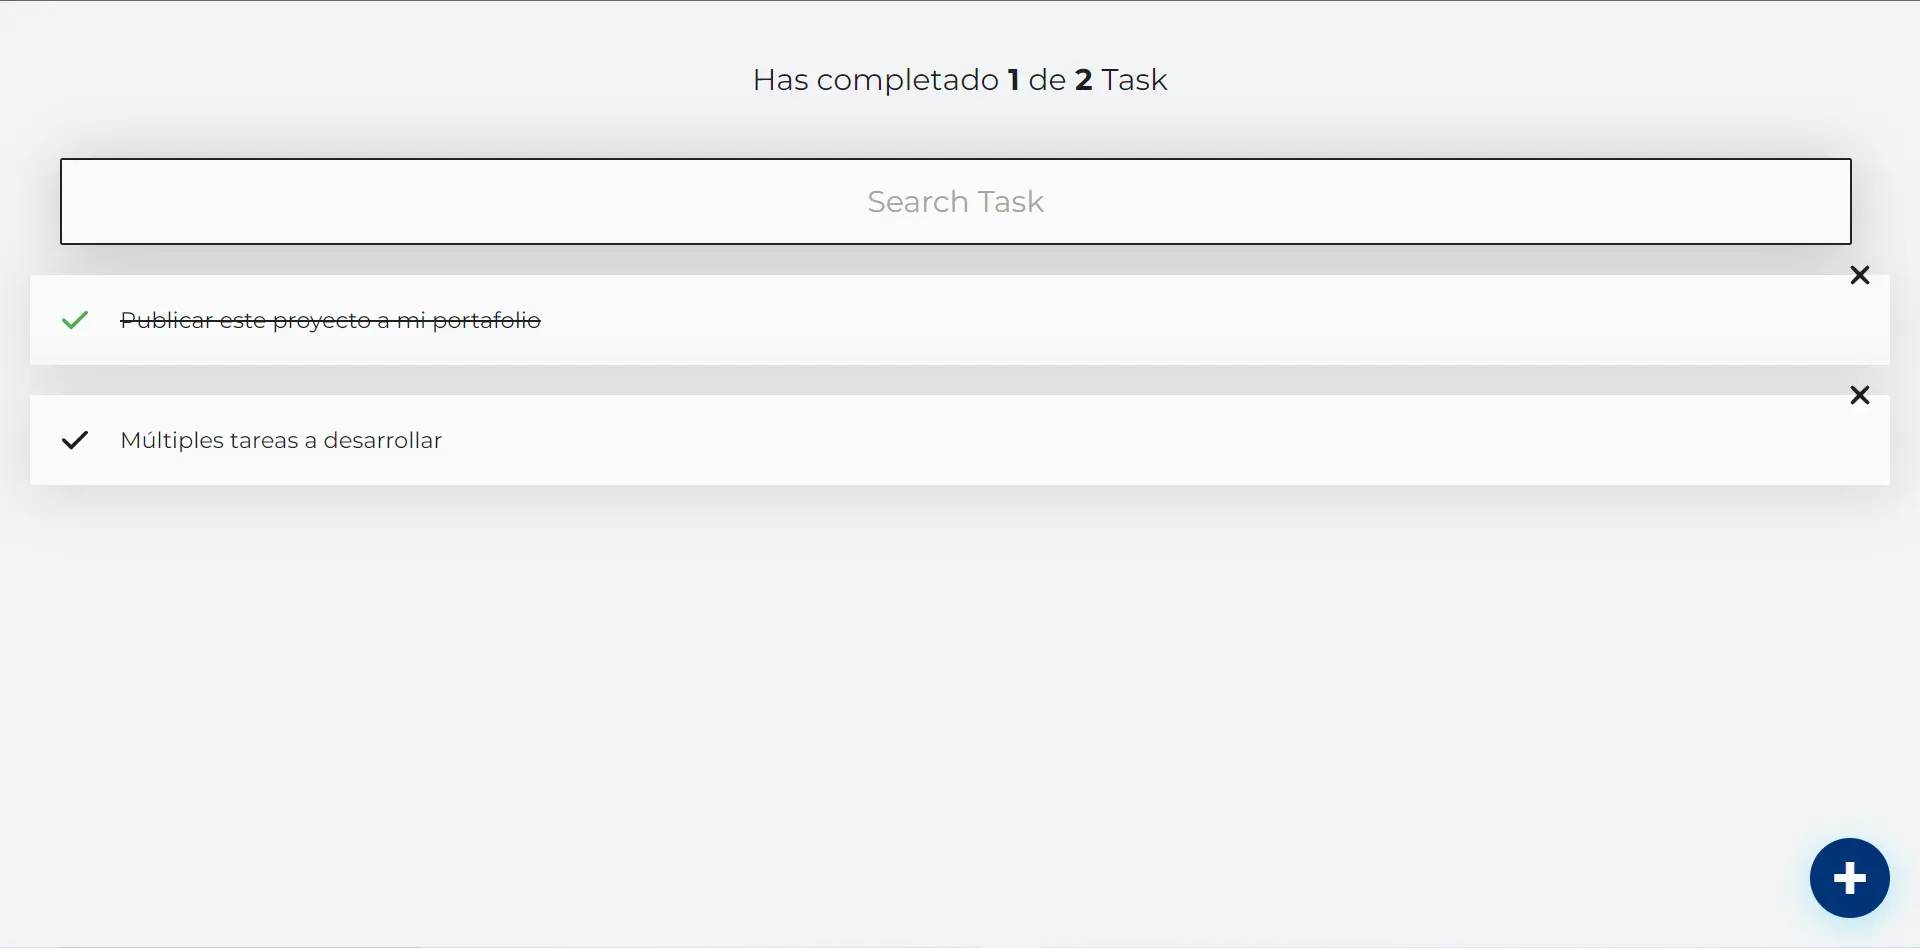 Has completado 1 de 2 Task
Search Task
Publicar este proyecto a mi portafolio
Múltiples tareas a desarrollar